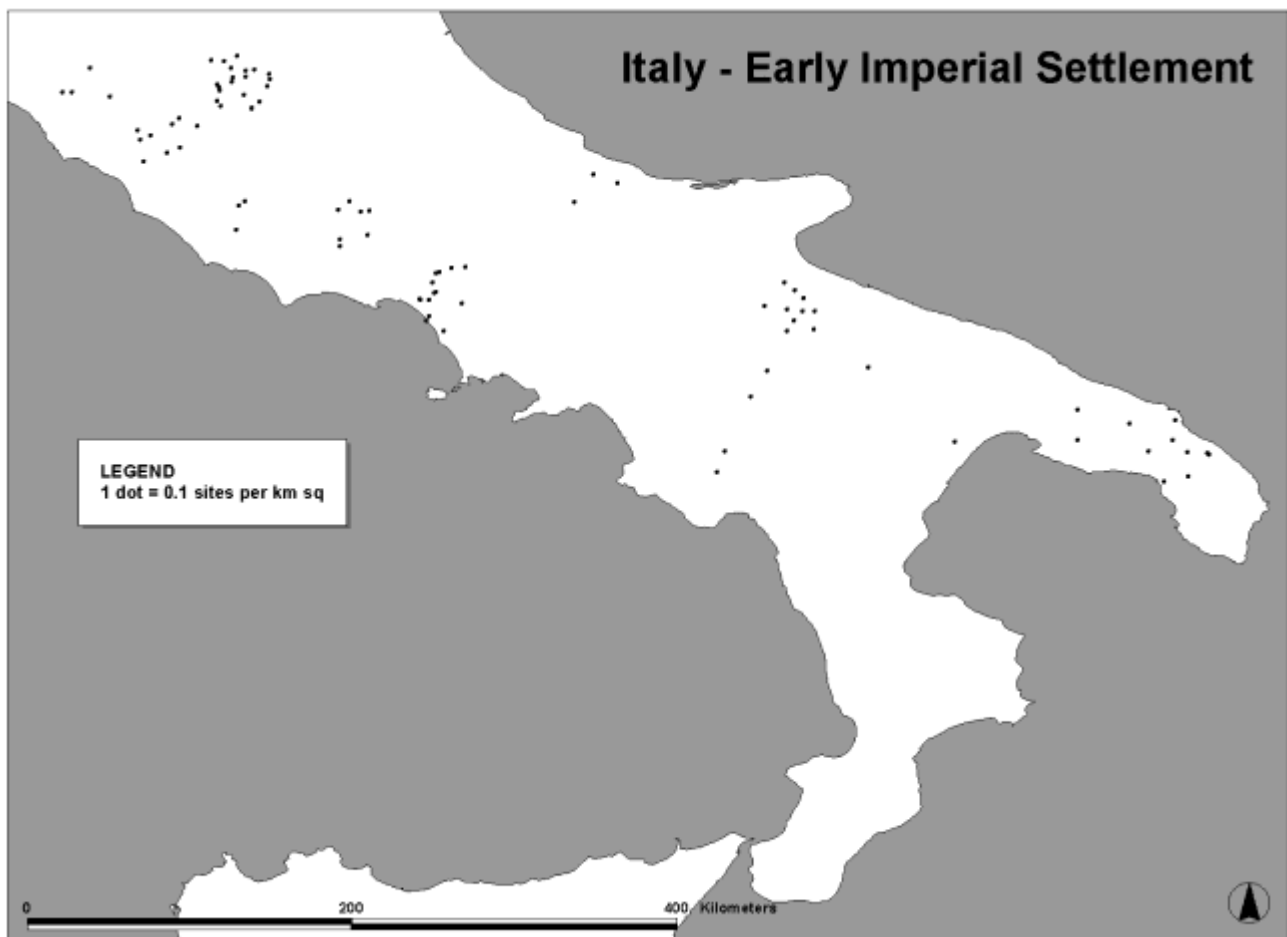 Italy - Early Imperial Settlement
LEGEND
1 dot = 0.1 sites per km sq
0 200 400 Kilometers